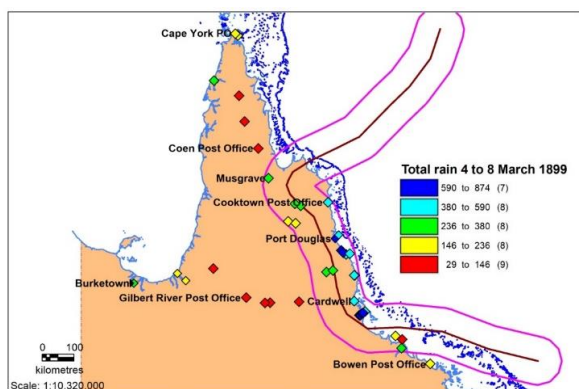 Cape York PO
Coen Post Office
Musgrave
Cooktown Post Office
Port Douglas
Burketown
Gilbert River Post Office
Cardwell
Bowen Post Office
Total rain 4 to 8 March 1899
590 to 874 (7)
380 to 590 (8)
236 to 380 (8)
146 to 236 (8)
29 to 146 (9)
0 100
kilometres
Scale: 1:10,320,000